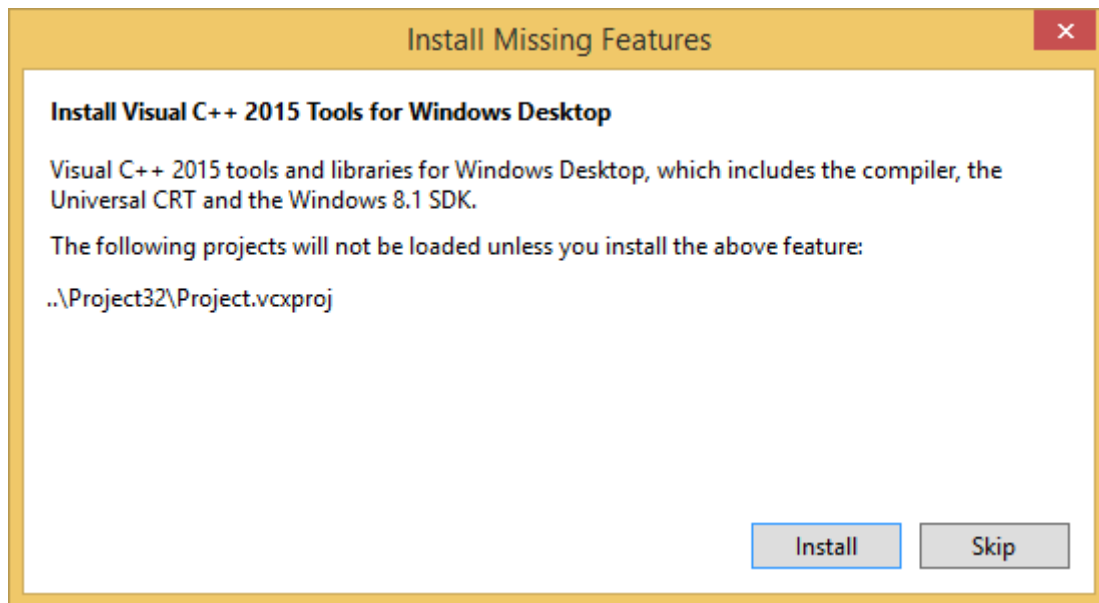 Install Missing Features
Install Visual C++ 2015 Tools for Windows Desktop
Visual C++ 2015 tools and libraries for Windows Desktop, which includes the compiler, the
Universal CRT and the Windows 8.1 SDK.
The following projects will not be loaded unless you install the above feature:
..\Project32\Project.vcxproj
Install
Skip